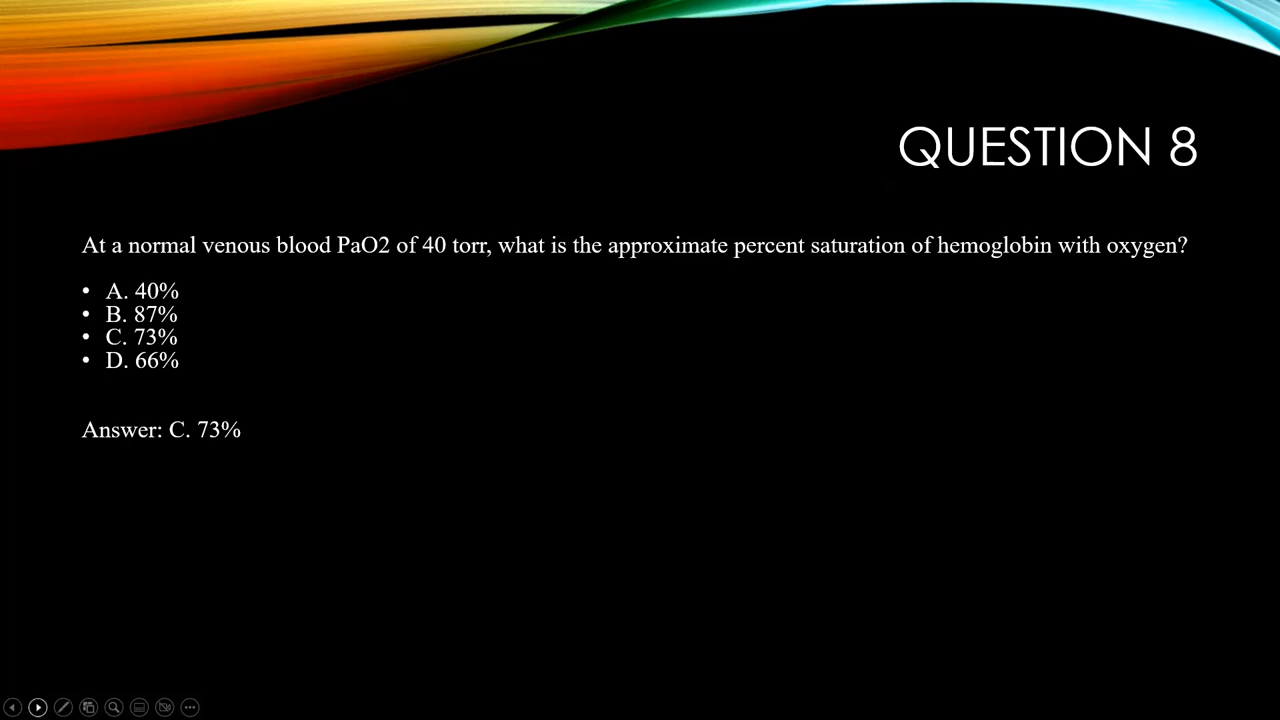 QUESTION 8
At a normal venous blood PaO2 of 40 torr, what is the approximate percent saturation of hemoglobin with oxygen?
• A. 40%
• B. 87%
• C. 73%
• D. 66%
Answer: C. 73%